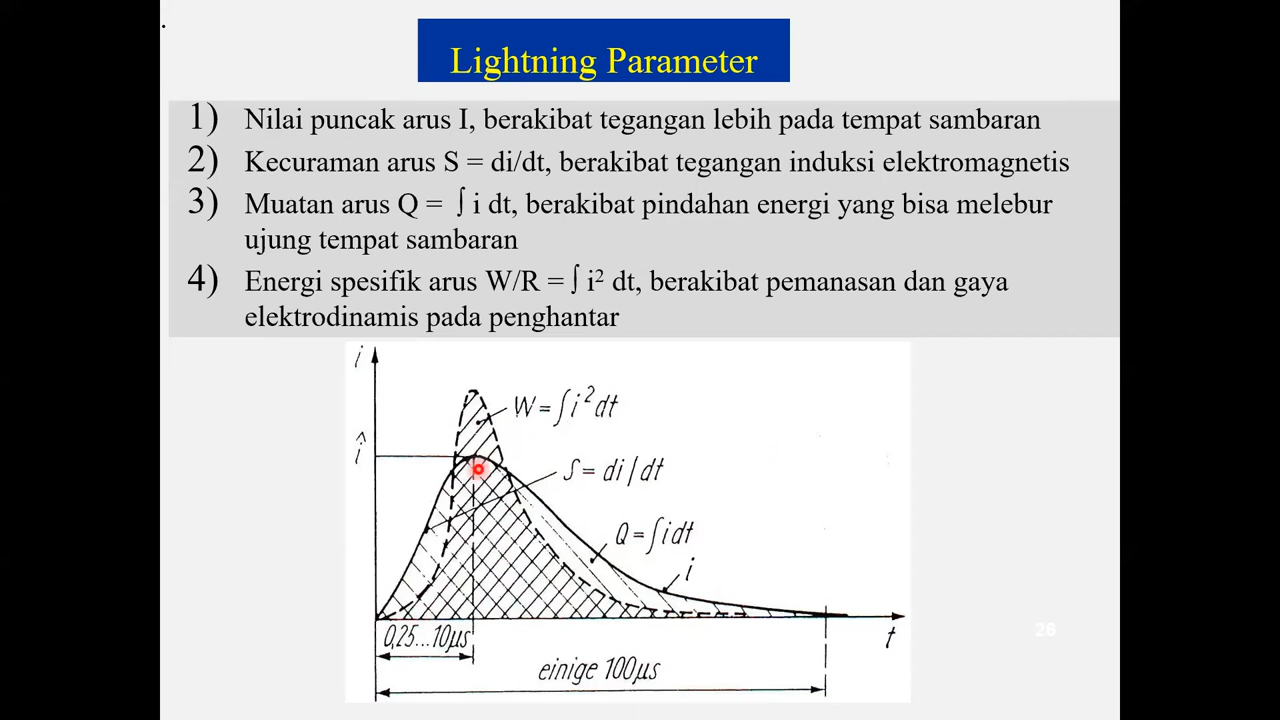 Lightning Parameter
1) Nilai puncak arus I, berakibat tegangan lebih pada tempat sambaran
2) Kecuraman arus S = di/dt, berakibat tegangan induksi elektromagnetis
3) Muatan arus Q = ∫ i dt, berakibat pindahan energi yang bisa melebur
ujung tempat sambaran
4) Energi spesifik arus W/R = ∫ i² dt, berakibat pemanasan dan gaya
elektrodinamis pada penghantar
i
W = ∫i²dt
î
S = di/dt
Q = ∫idt
i
t
0,25...10µs
einige 100µs
26